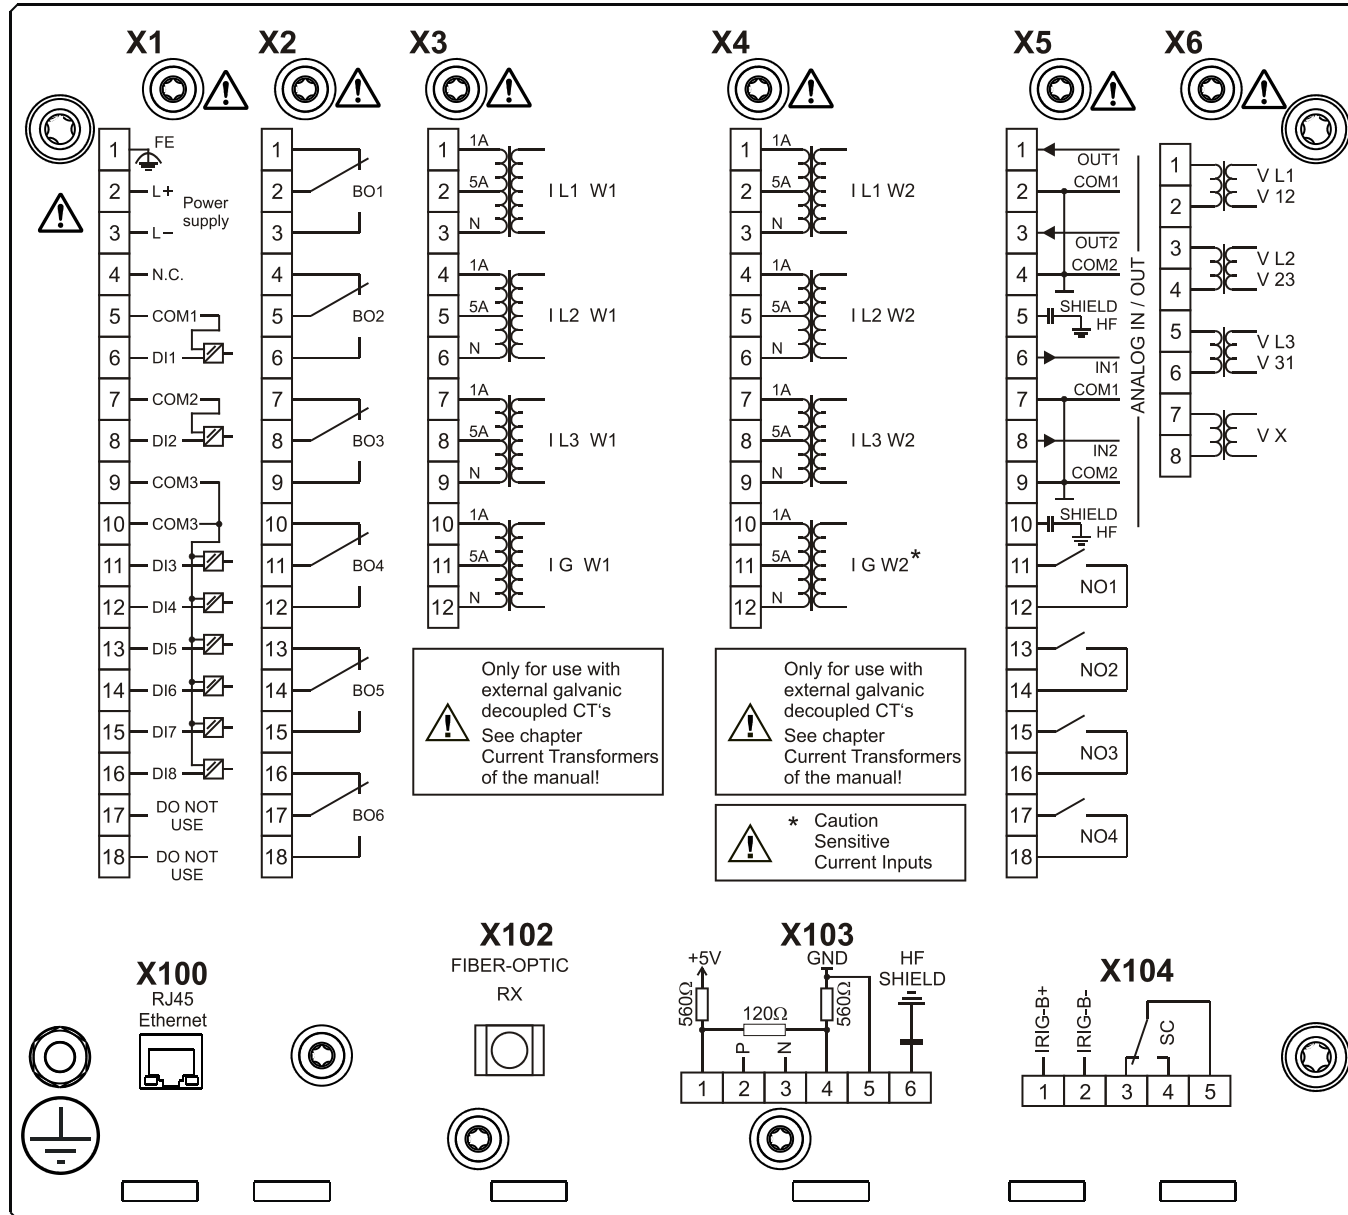 X1
X2
X3
X4
X5
X6
1 FE
2 L+
3 L−
Power
supply
4 N.C.
5 COM1
6 DI1
7 COM2
8 DI2
9 COM3
10 COM3
11 DI3
12 DI4
13 DI5
14 DI6
15 DI7
16 DI8
17 DO NOT
USE
18 DO NOT
USE
1
2 BO1
3
4
5 BO2
6
7
8 BO3
9
10
11 BO4
12
13
14 BO5
15
16
17 BO6
18
1 1A
2 5A I L1 W1
3 N
4 1A
5 5A I L2 W1
6 N
7 1A
8 5A I L3 W1
9 N
10 1A
11 5A I G W1
12 N
Only for use with
external galvanic
decoupled CT‘s
See chapter
Current Transformers
of the manual!
1 1A
2 5A I L1 W2
3 N
4 1A
5 5A I L2 W2
6 N
7 1A
8 5A I L3 W2
9 N
10 1A
11 5A I G W2*
12 N
Only for use with
external galvanic
decoupled CT‘s
See chapter
Current Transformers
of the manual!
* Caution
Sensitive
Current Inputs
1 OUT1
2 COM1
3 OUT2
4 COM2
5 SHIELD
HF
6 IN1
7 COM1
8 IN2
9 COM2
10 SHIELD
HF
ANALOG IN / OUT
11
NO1
12
13
NO2
14
15
NO3
16
17
NO4
18
1 V L1
2 V 12
3 V L2
4 V 23
5 V L3
6 V 31
7
V X
8
X100
RJ45
Ethernet
X102
FIBER-OPTIC
RX
X103
+5V
GND
HF
SHIELD
560Ω
120Ω
560Ω
P
N
1 2 3 4 5 6
X104
IRIG-B+
IRIG-B-
SC
1 2 3 4 5